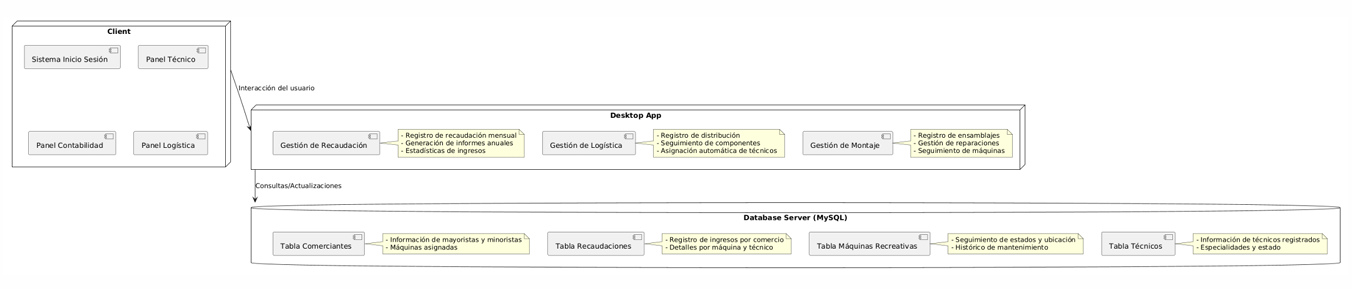 Client
Sistema Inicio Sesión
Panel Técnico
Panel Contabilidad
Panel Logística
Interacción del usuario
Desktop App
Gestión de Recaudación
- Registro de recaudación mensual
- Generación de informes anuales
- Estadísticas de ingresos
Gestión de Logística
- Registro de distribución
- Seguimiento de componentes
- Asignación automática de técnicos
Gestión de Montaje
- Registro de ensamblajes
- Gestión de reparaciones
- Seguimiento de máquinas
Consultas/Actualizaciones
Database Server (MySQL)
Tabla Comerciantes
- Información de mayoristas y minoristas
- Máquinas asignadas
Tabla Recaudaciones
- Registro de ingresos por comercio
- Detalles por máquina y técnico
Tabla Máquinas Recreativas
- Seguimiento de estados y ubicación
- Histórico de mantenimiento
Tabla Técnicos
- Información de técnicos registrados
- Especialidades y estado